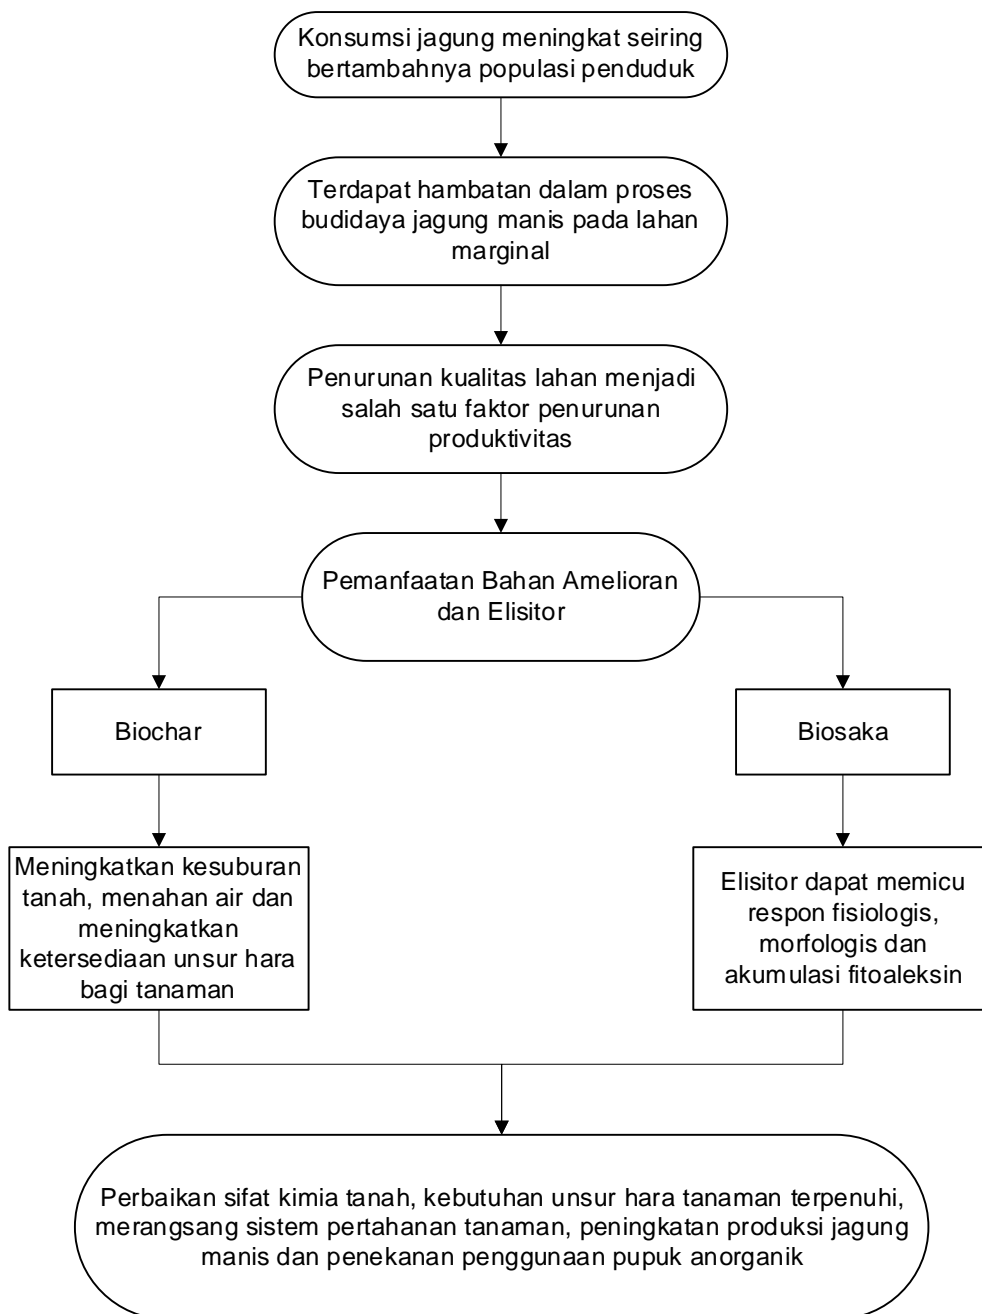 Konsumsi jagung meningkat seiring
bertambahnya populasi penduduk
Terdapat hambatan dalam proses
budidaya jagung manis pada lahan
marginal
Penurunan kualitas lahan menjadi
salah satu faktor penurunan
produktivitas
Pemanfaatan Bahan Amelioran
dan Elisitor
Biochar
Biosaka
Meningkatkan kesuburan
tanah, menahan air dan
meningkatkan
ketersediaan unsur hara
bagi tanaman
Elisitor dapat memicu
respon fisiologis,
morfologis dan
akumulasi fitoaleksin
Perbaikan sifat kimia tanah, kebutuhan unsur hara tanaman terpenuhi,
merangsang sistem pertahanan tanaman, peningkatan produksi jagung
manis dan penekanan penggunaan pupuk anorganik